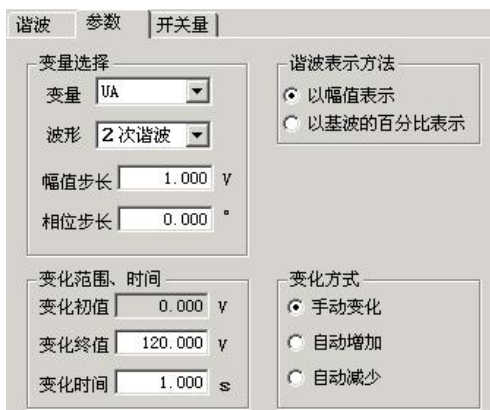 谐波 参数 开关量
变量选择
变量 UA
波形 2次谐波
幅值步长 1.000 V
相位步长 0.000 °
谐波表示方法
以幅值表示
以基波的百分比表示
变化范围、时间
变化初值 0.000 V
变化终值 120.000 V
变化时间 1.000 s
变化方式
手动变化
自动增加
自动减少